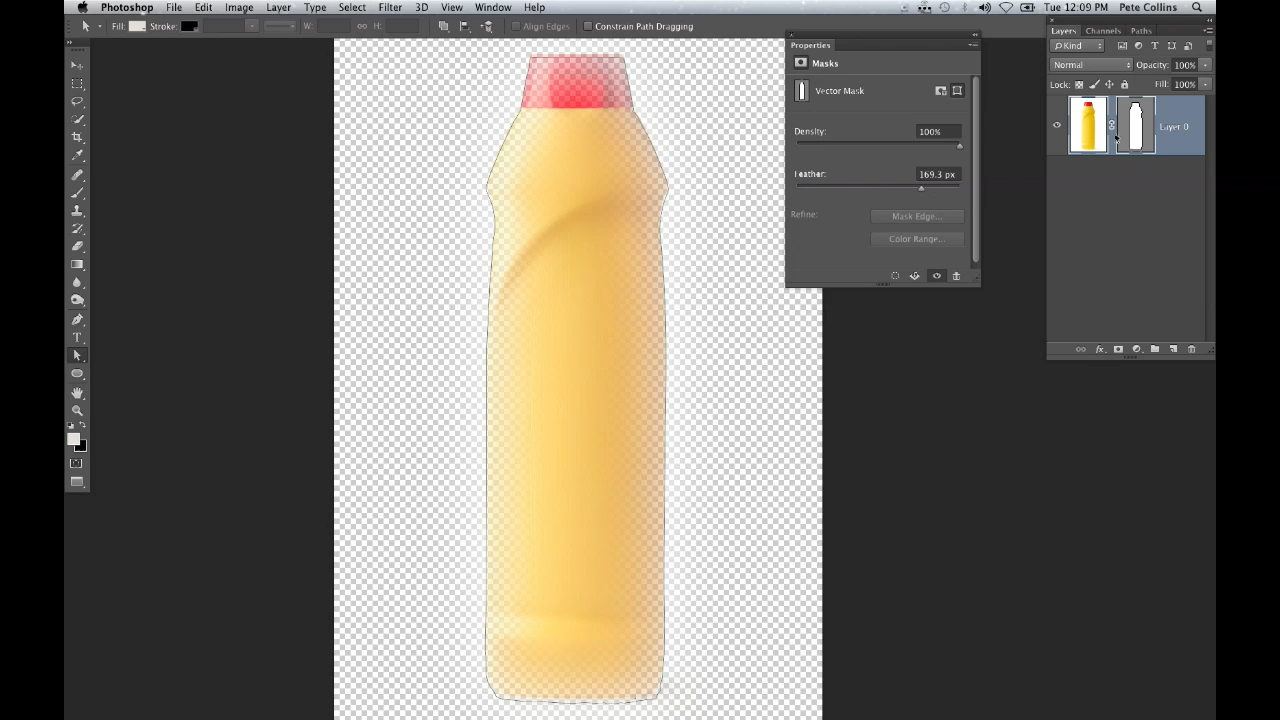 Photoshop File Edit Image Layer Type Select Filter 3D View Window Help Tue 12:09 PM Pete Collins
Fill: Stroke: W: H: Align Edges Constrain Path Dragging
Properties
Masks
Vector Mask
Density: 100%
Feather: 169.3 px
Refine: Mask Edge...
Color Range...
Layers Channels Paths
Kind
Normal Opacity: 100%
Lock: Fill: 100%
Layer 0